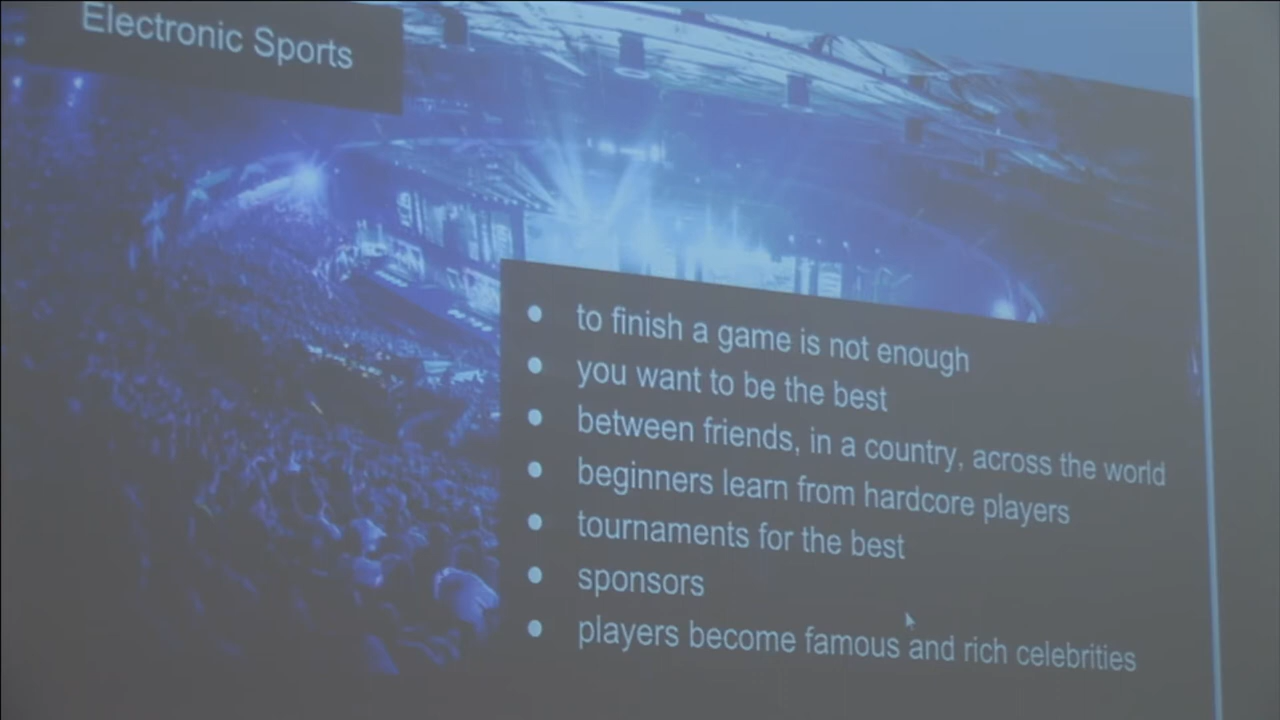 Electronic Sports
● to finish a game is not enough
● you want to be the best
● between friends, in a country, across the world
● beginners learn from hardcore players
● tournaments for the best
● sponsors
● players become famous and rich celebrities